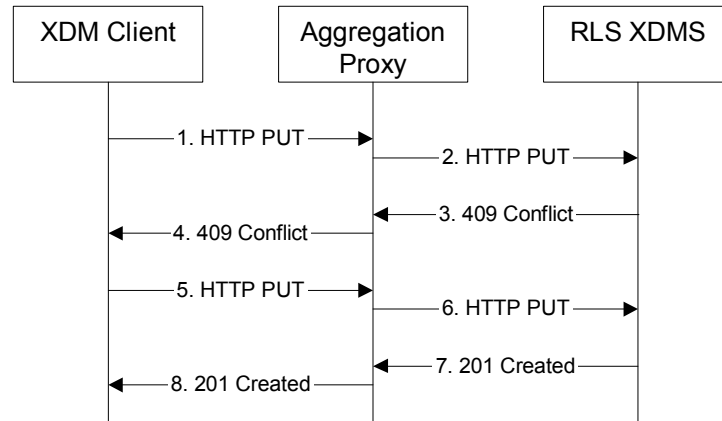 XDM Client
Aggregation
Proxy
RLS XDMS
1. HTTP PUT
2. HTTP PUT
3. 409 Conflict
4. 409 Conflict
5. HTTP PUT
6. HTTP PUT
7. 201 Created
8. 201 Created